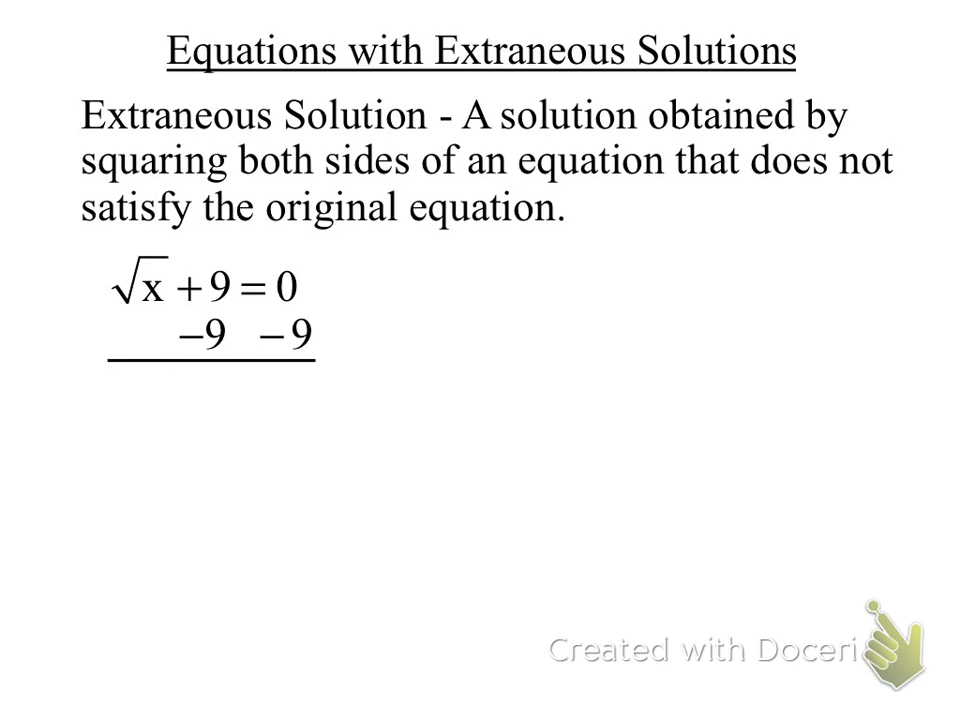 Equations with Extraneous Solutions
Extraneous Solution - A solution obtained by
squaring both sides of an equation that does not
satisfy the original equation.
√x + 9 = 0
−9 − 9
Created with Doceri